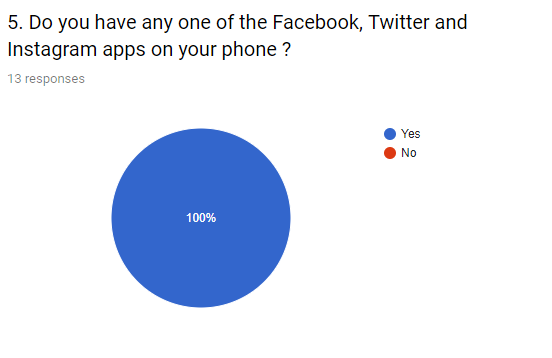 5. Do you have any one of the Facebook, Twitter and
Instagram apps on your phone ?
13 responses
Yes
No
100%